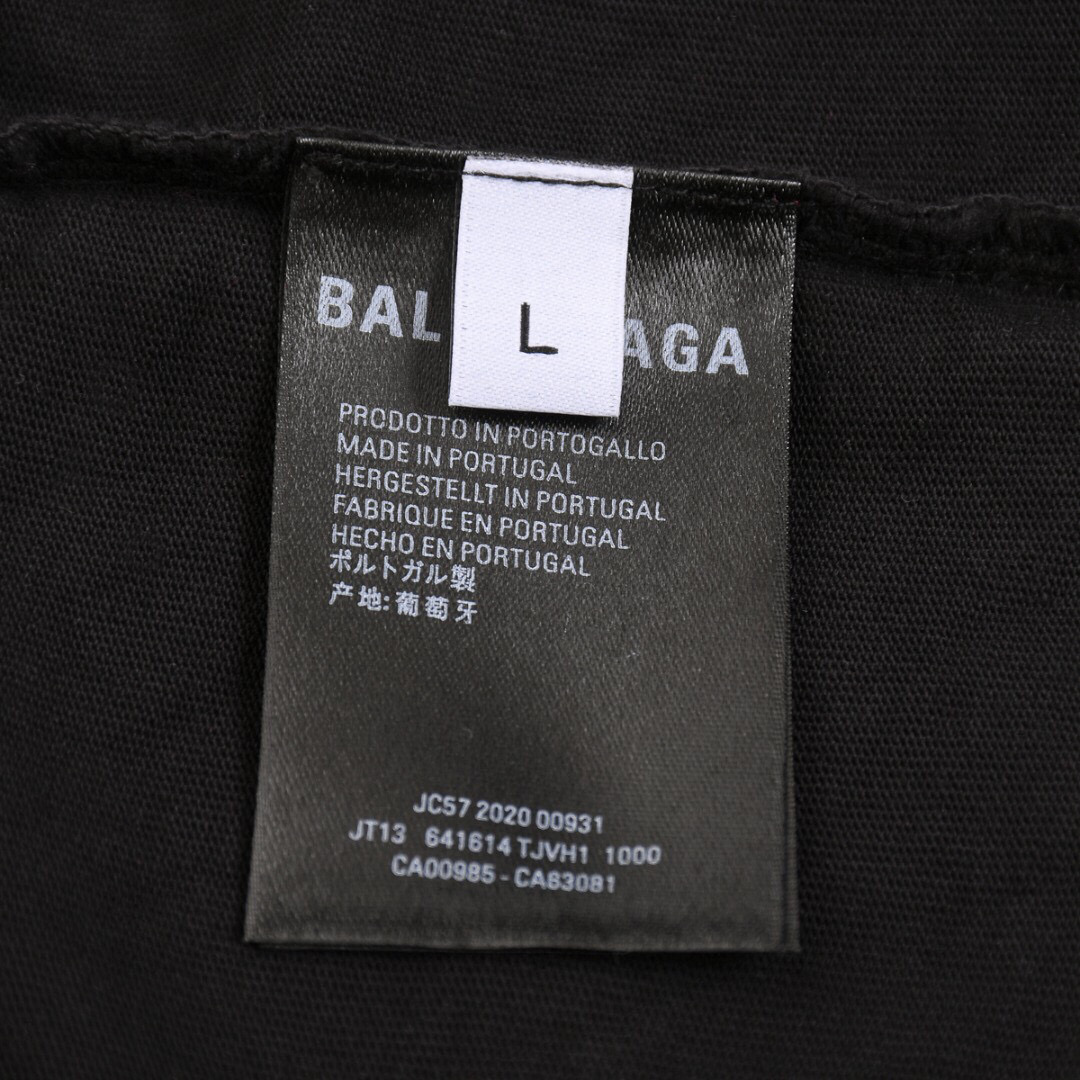 BAL AGA
L
PRODOTTO IN PORTOGALLO
MADE IN PORTUGAL
HERGESTELLT IN PORTUGAL
FABRIQUE EN PORTUGAL
HECHO EN PORTUGAL
ポルトガル製
产地:葡萄牙
JC57 2020 00931
JT13 641614 TJVH1 1000
CA00985 - CA63081